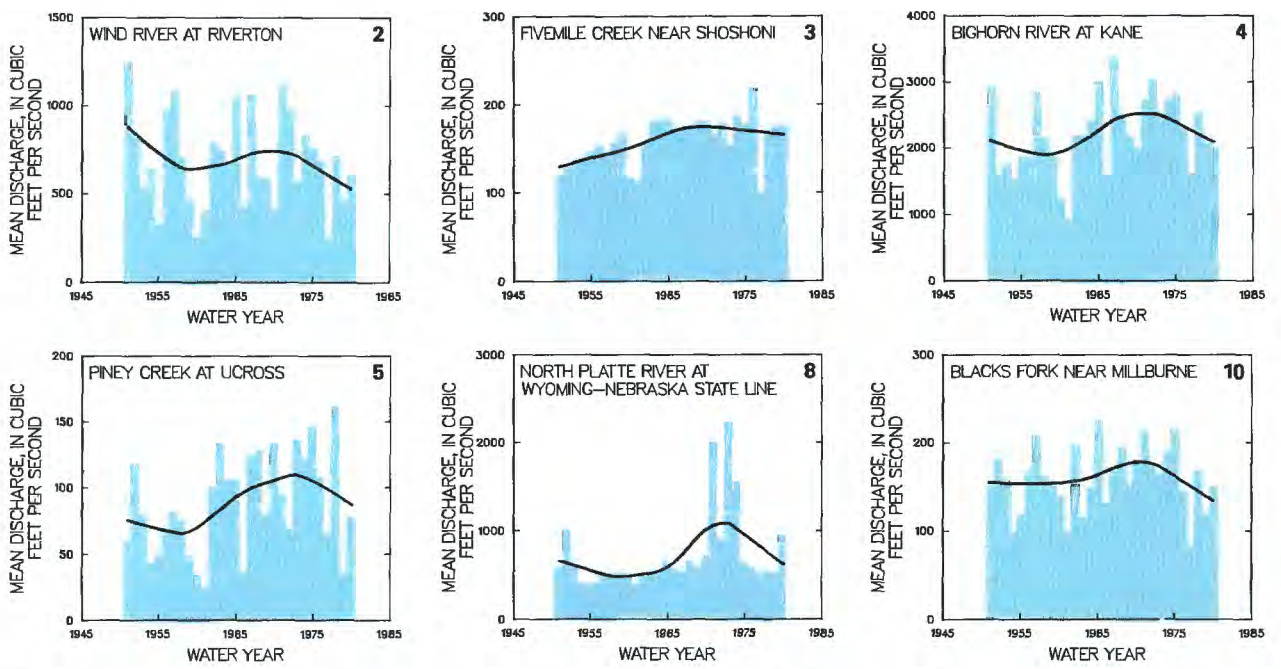 WIND RIVER AT RIVERTON
2
MEAN DISCHARGE, IN CUBIC
FEET PER SECOND
1500
1000
500
0
1945
1955
1965
1975
1985
WATER YEAR
FIVEMILE CREEK NEAR SHOSHONI
3
MEAN DISCHARGE, IN CUBIC
FEET PER SECOND
300
200
100
0
1945
1955
1965
1975
1985
WATER YEAR
BIGHORN RIVER AT KANE
4
MEAN DISCHARGE, IN CUBIC
FEET PER SECOND
4000
3000
2000
1000
0
1945
1955
1965
1975
1985
WATER YEAR
PINEY CREEK AT UCROSS
5
MEAN DISCHARGE, IN CUBIC
FEET PER SECOND
200
150
100
50
0
1945
1955
1965
1975
1985
WATER YEAR
NORTH PLATTE RIVER AT
WYOMING—NEBRASKA STATE LINE
8
MEAN DISCHARGE, IN CUBIC
FEET PER SECOND
3000
2000
1000
0
1945
1955
1965
1975
1985
WATER YEAR
BLACKS FORK NEAR MILLBURNE
10
MEAN DISCHARGE, IN CUBIC
FEET PER SECOND
300
200
100
0
1945
1955
1965
1975
1985
WATER YEAR